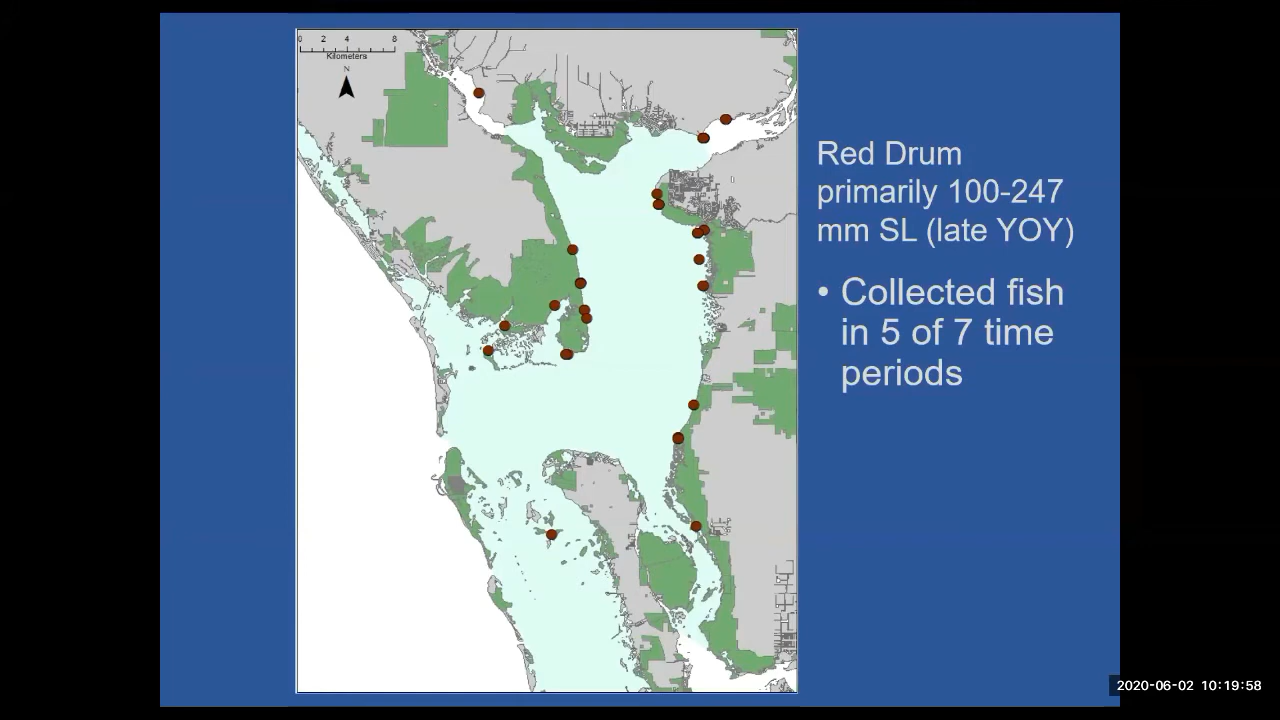 0 2 4 8
Kilometers
N
Red Drum
primarily 100-247
mm SL (late YOY)
• Collected fish
in 5 of 7 time
periods
2020-06-02 10:19:58